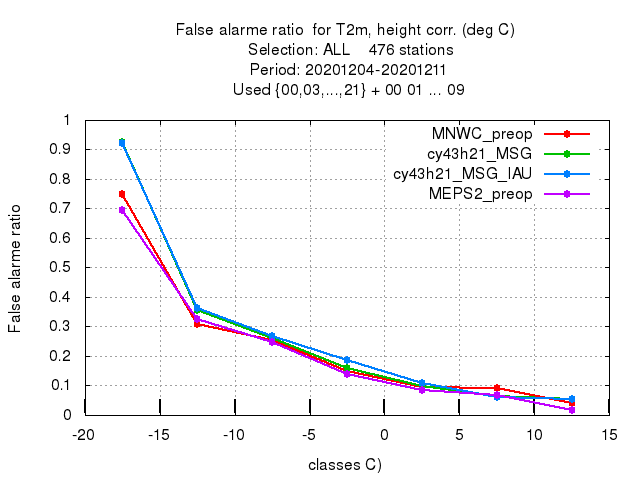 False alarme ratio  for T2m, height corr. (deg C)
Selection: ALL    476 stations
Period: 20201204-20201211
Used {00,03,...,21} + 00 01 ... 09
MNWC_preop
cy43h21_MSG
cy43h21_MSG_IAU
MEPS2_preop
1
0.9
0.8
0.7
0.6
0.5
0.4
0.3
0.2
0.1
0
False alarme ratio
-20 -15 -10 -5 0 5 10 15
classes C)